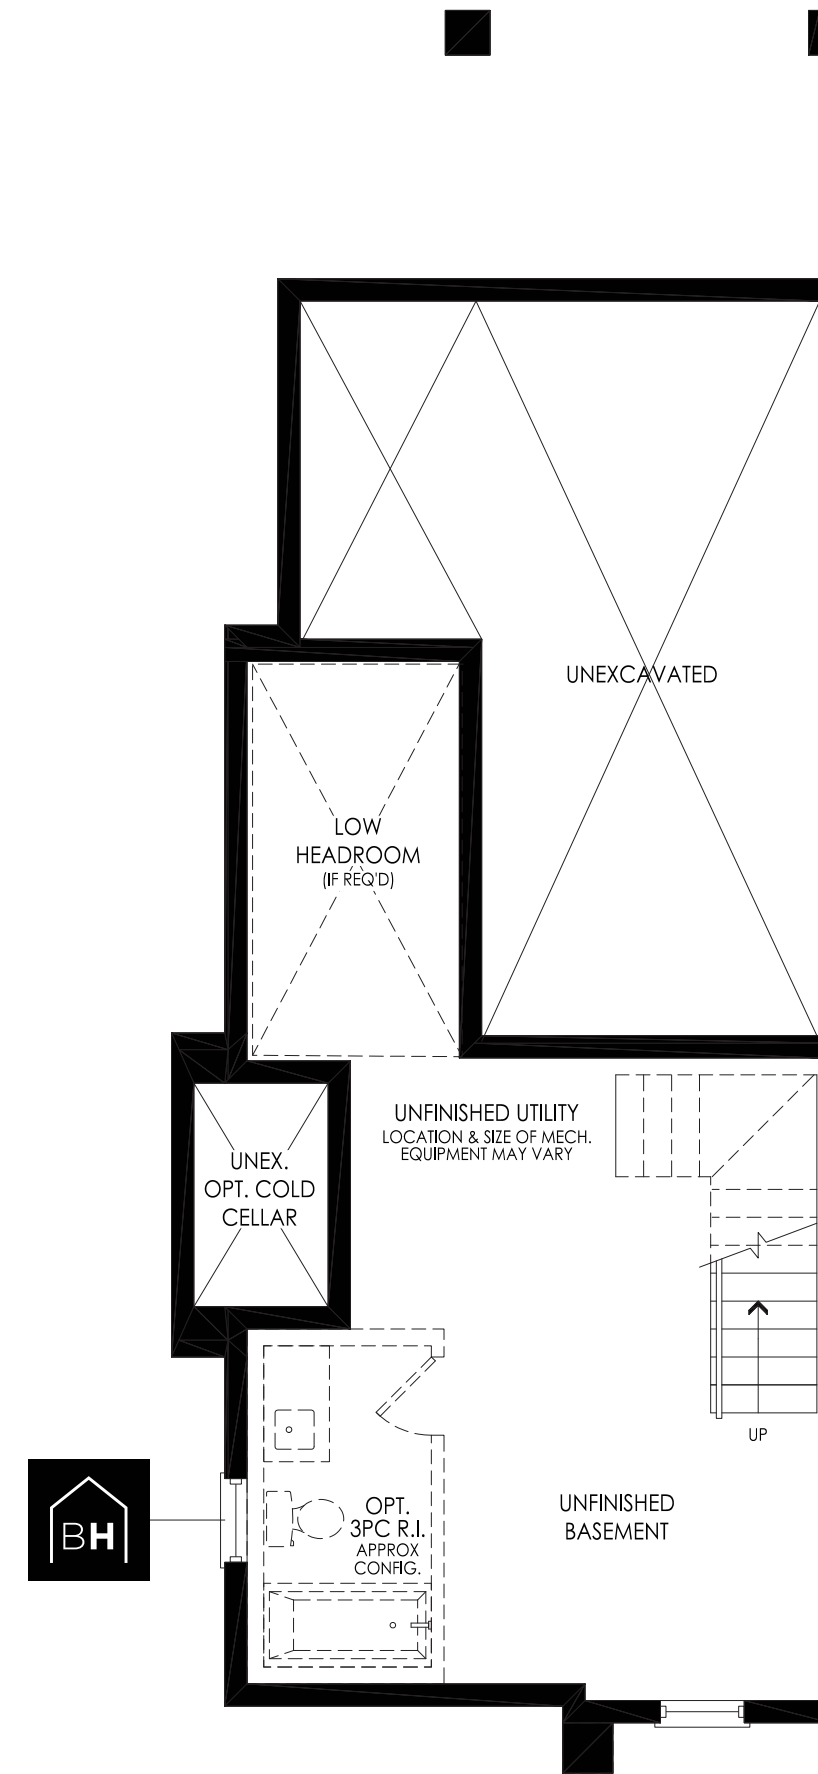 UNEXCAVATED
LOW
HEADROOM
(IF REQ'D)
UNFINISHED UTILITY
LOCATION & SIZE OF MECH.
EQUIPMENT MAY VARY
UNEX.
OPT. COLD
CELLAR
UP
BH
OPT.
3PC R.I.
APPROX
CONFIG.
UNFINISHED
BASEMENT